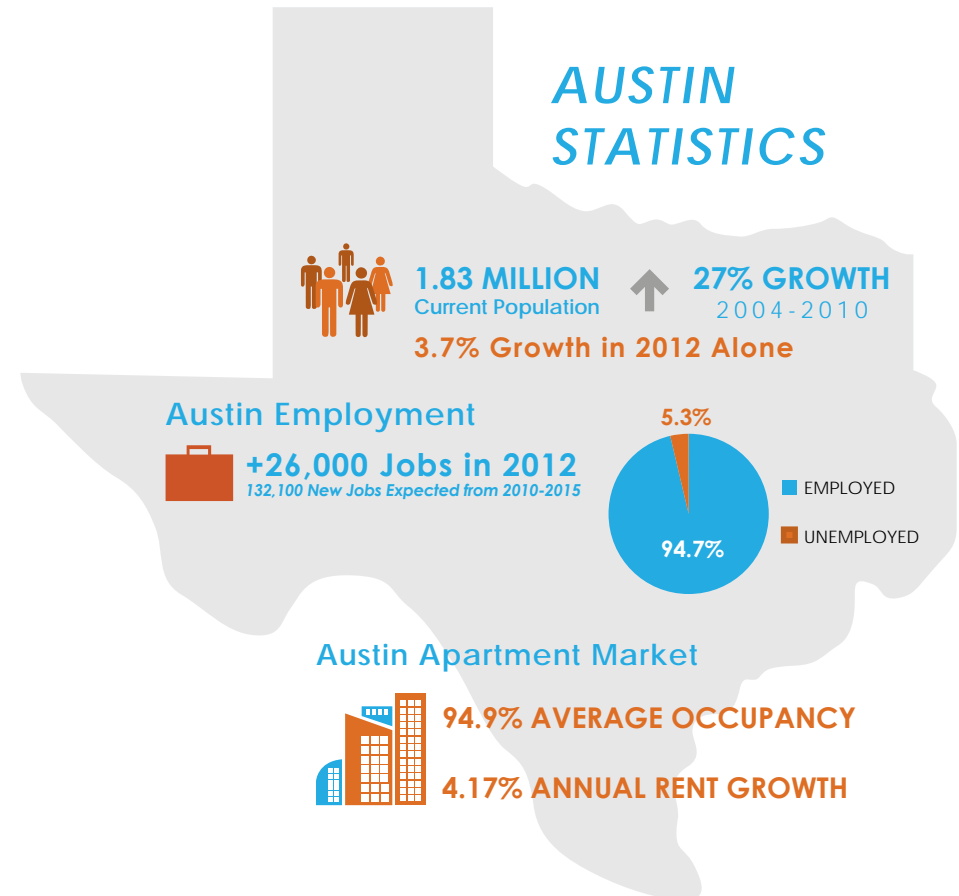 AUSTIN
STATISTICS
1.83 MILLION
Current Population
27% GROWTH
2004-2010
3.7% Growth in 2012 Alone
Austin Employment
+26,000 Jobs in 2012
132,100 New Jobs Expected from 2010-2015
5.3%
94.7%
EMPLOYED
UNEMPLOYED
Austin Apartment Market
94.9% AVERAGE OCCUPANCY
4.17% ANNUAL RENT GROWTH